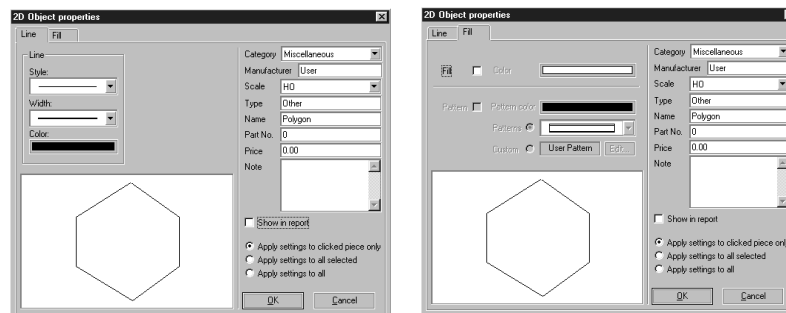 2D Object properties
Line Fill
Line
Style:
Width:
Color:
Category Miscellaneous
Manufacturer User
Scale HO
Type Other
Name Polygon
Part No. 0
Price 0.00
Note
Show in report
Apply settings to clicked piece only
Apply settings to all selected
Apply settings to all
OK Cancel
2D Object properties
Line Fill
Fill Color
Pattern Pattern color
Patterns
Custom User Pattern Edit...
Category Miscellaneous
Manufacturer User
Scale HO
Type Other
Name Polygon
Part No. 0
Price 0.00
Note
Show in report
Apply settings to clicked piece onl
Apply settings to all selected
Apply settings to all
OK Cancel